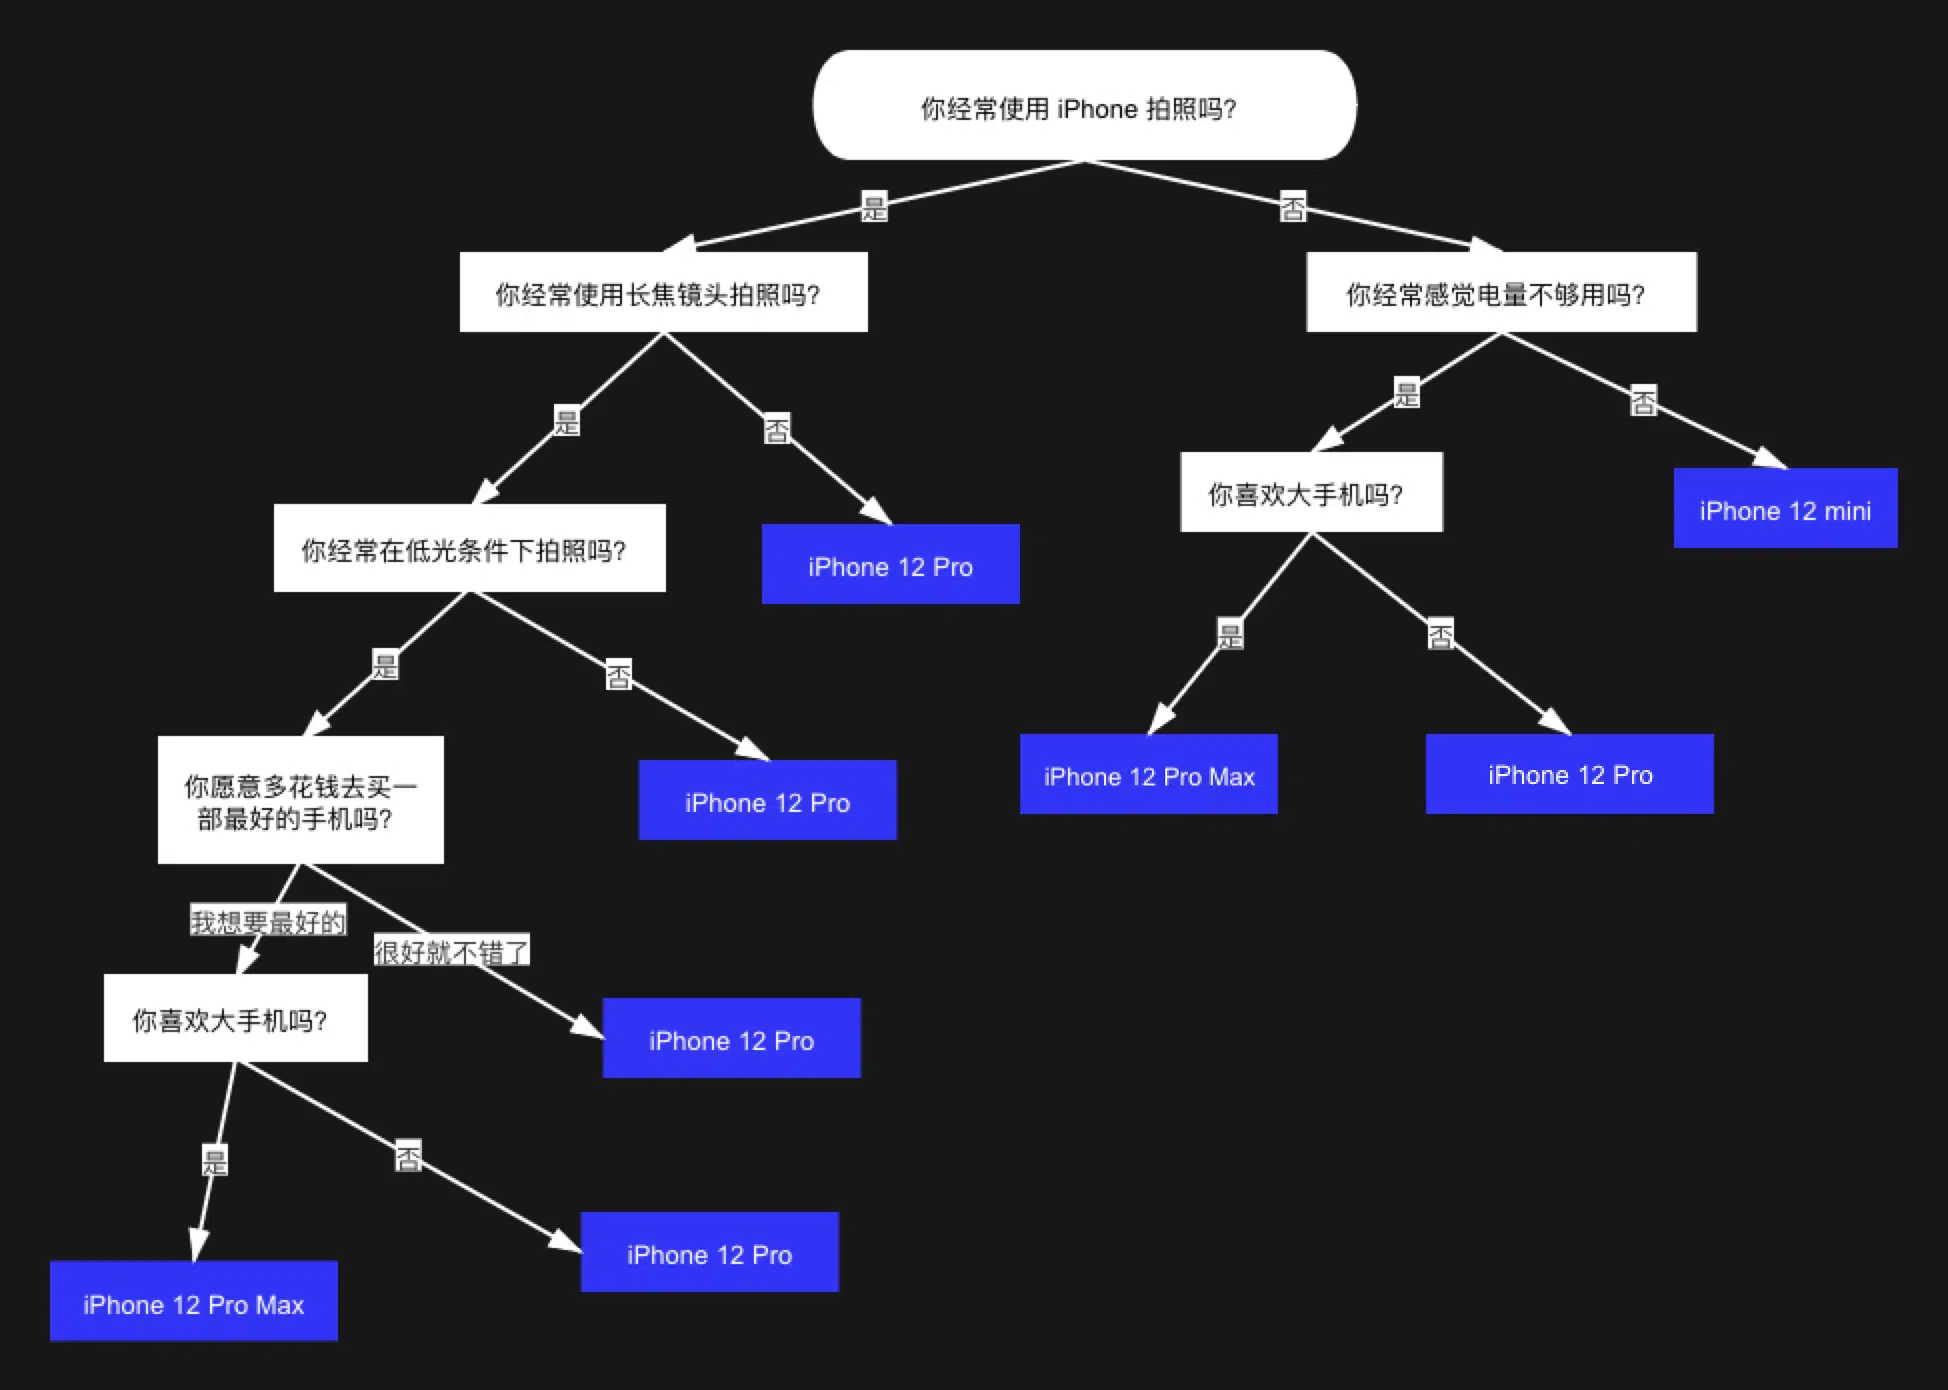 你经常使用 iPhone 拍照吗?
是
否
你经常使用长焦镜头拍照吗?
你经常感觉电量不够用吗?
是
否
是
否
你经常在低光条件下拍照吗?
iPhone 12 Pro
你喜欢大手机吗?
iPhone 12 mini
是
否
是
否
你愿意多花钱去买一
部最好的手机吗?
iPhone 12 Pro
iPhone 12 Pro Max
iPhone 12 Pro
我想要最好的
很好就不错了
你喜欢大手机吗?
iPhone 12 Pro
是
否
iPhone 12 Pro Max
iPhone 12 Pro